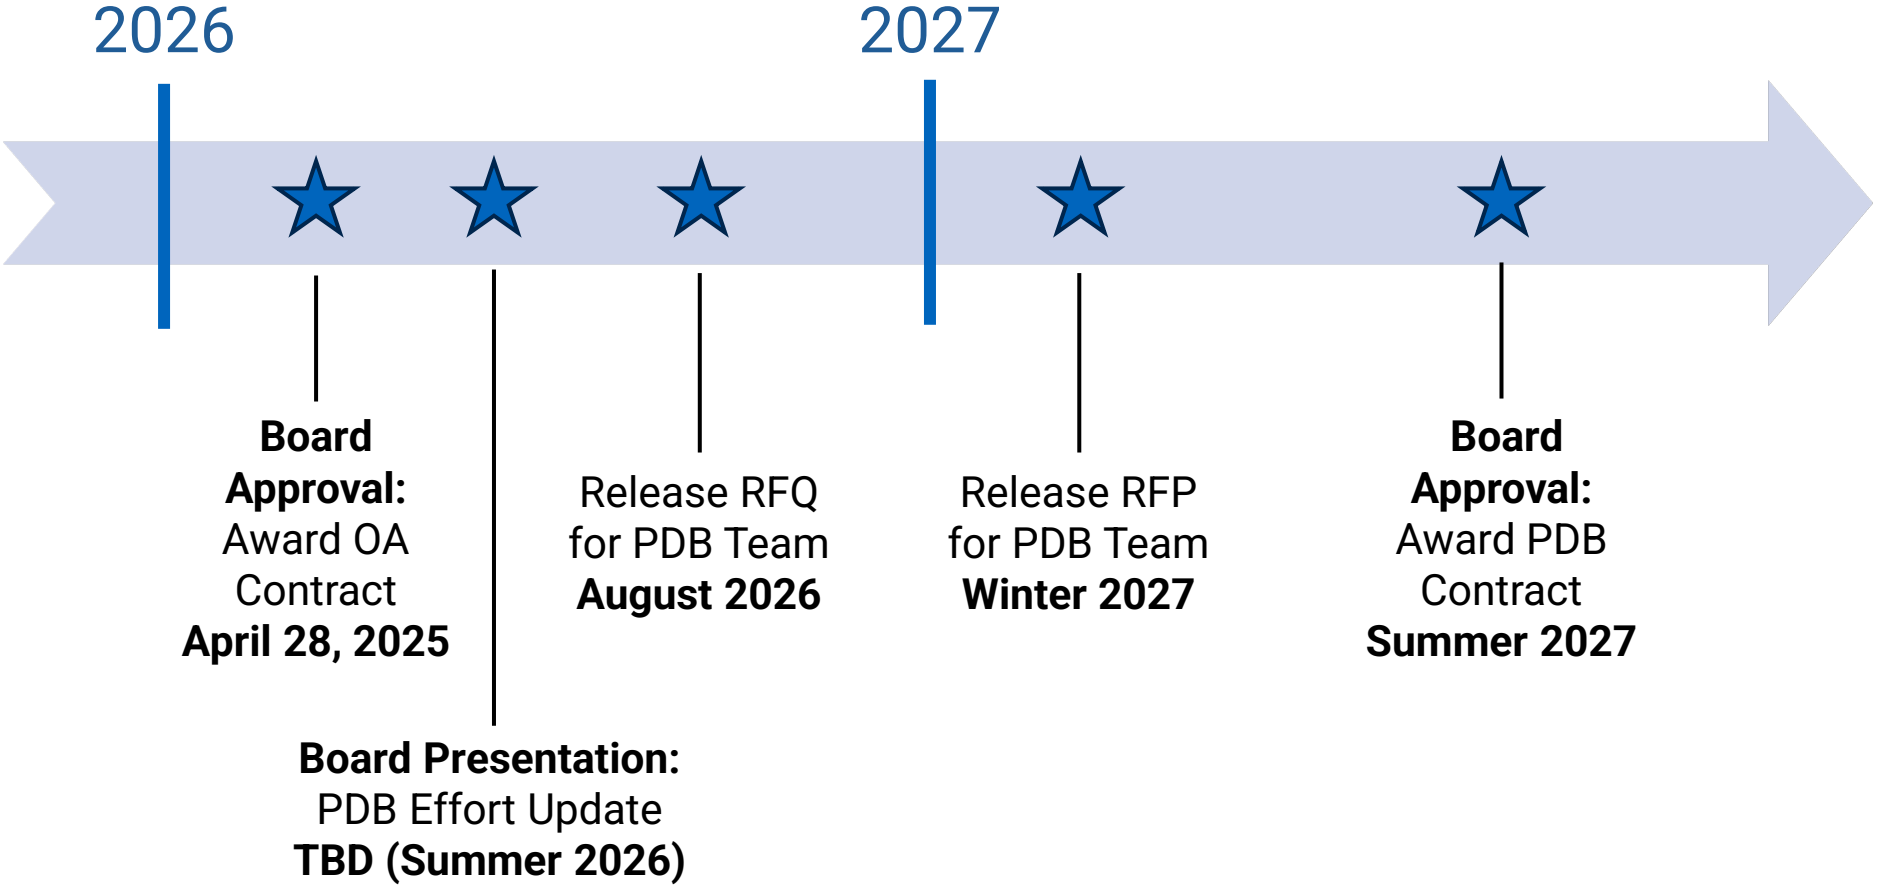 2026
2027
Board
Approval:
Award OA
Contract
April 28, 2025
Board Presentation:
PDB Effort Update
TBD (Summer 2026)
Release RFQ
for PDB Team
August 2026
Release RFP
for PDB Team
Winter 2027
Board
Approval:
Award PDB
Contract
Summer 2027